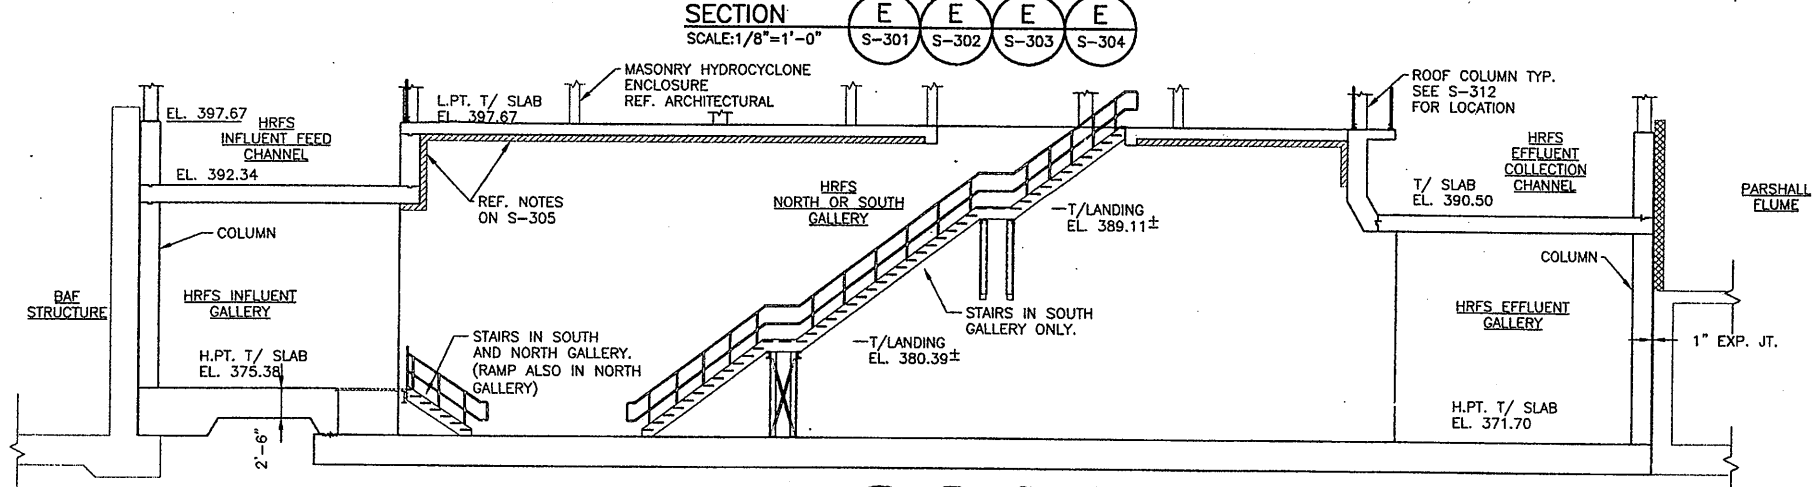 SECTION
SCALE:1/8"=1'-0"
E
S-301
E
S-302
E
S-303
E
S-304
MASONRY HYDROCYCLONE
ENCLOSURE
REF. ARCHITECTURAL
ROOF COLUMN TYP.
SEE S-312
FOR LOCATION
EL. 397.67
L.PT. T/ SLAB
EL. 397.67
HRFS
INFLUENT FEED
CHANNEL
EL. 392.34
REF. NOTES
ON S-305
HRFS
NORTH OR SOUTH
GALLERY
T/LANDING
EL. 389.11±
HRFS
EFFLUENT
COLLECTION
CHANNEL
T/ SLAB
EL. 390.50
PARSHALL
FLUME
COLUMN
COLUMN
BAF
STRUCTURE
HRFS INFLUENT
GALLERY
STAIRS IN SOUTH
GALLERY ONLY.
HRFS EFFLUENT
GALLERY
STAIRS IN SOUTH
AND NORTH GALLERY.
(RAMP ALSO IN NORTH
GALLERY)
T/LANDING
EL. 380.39±
1" EXP. JT.
H.PT. T/ SLAB
EL. 375.38
H.PT. T/ SLAB
EL. 371.70
2'-6"